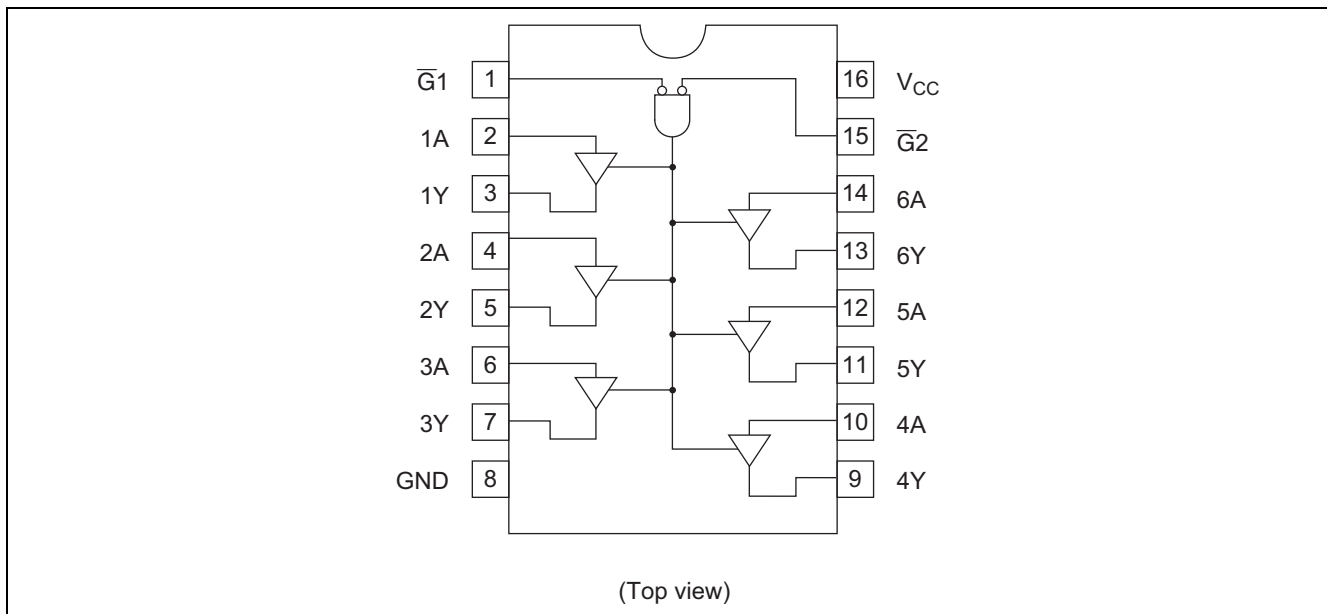 G̅1 1 16 V_CC
1A 2 15 G̅2
1Y 3 14 6A
2A 4 13 6Y
2Y 5 12 5A
3A 6 11 5Y
3Y 7 10 4A
GND 8 9 4Y
(Top view)